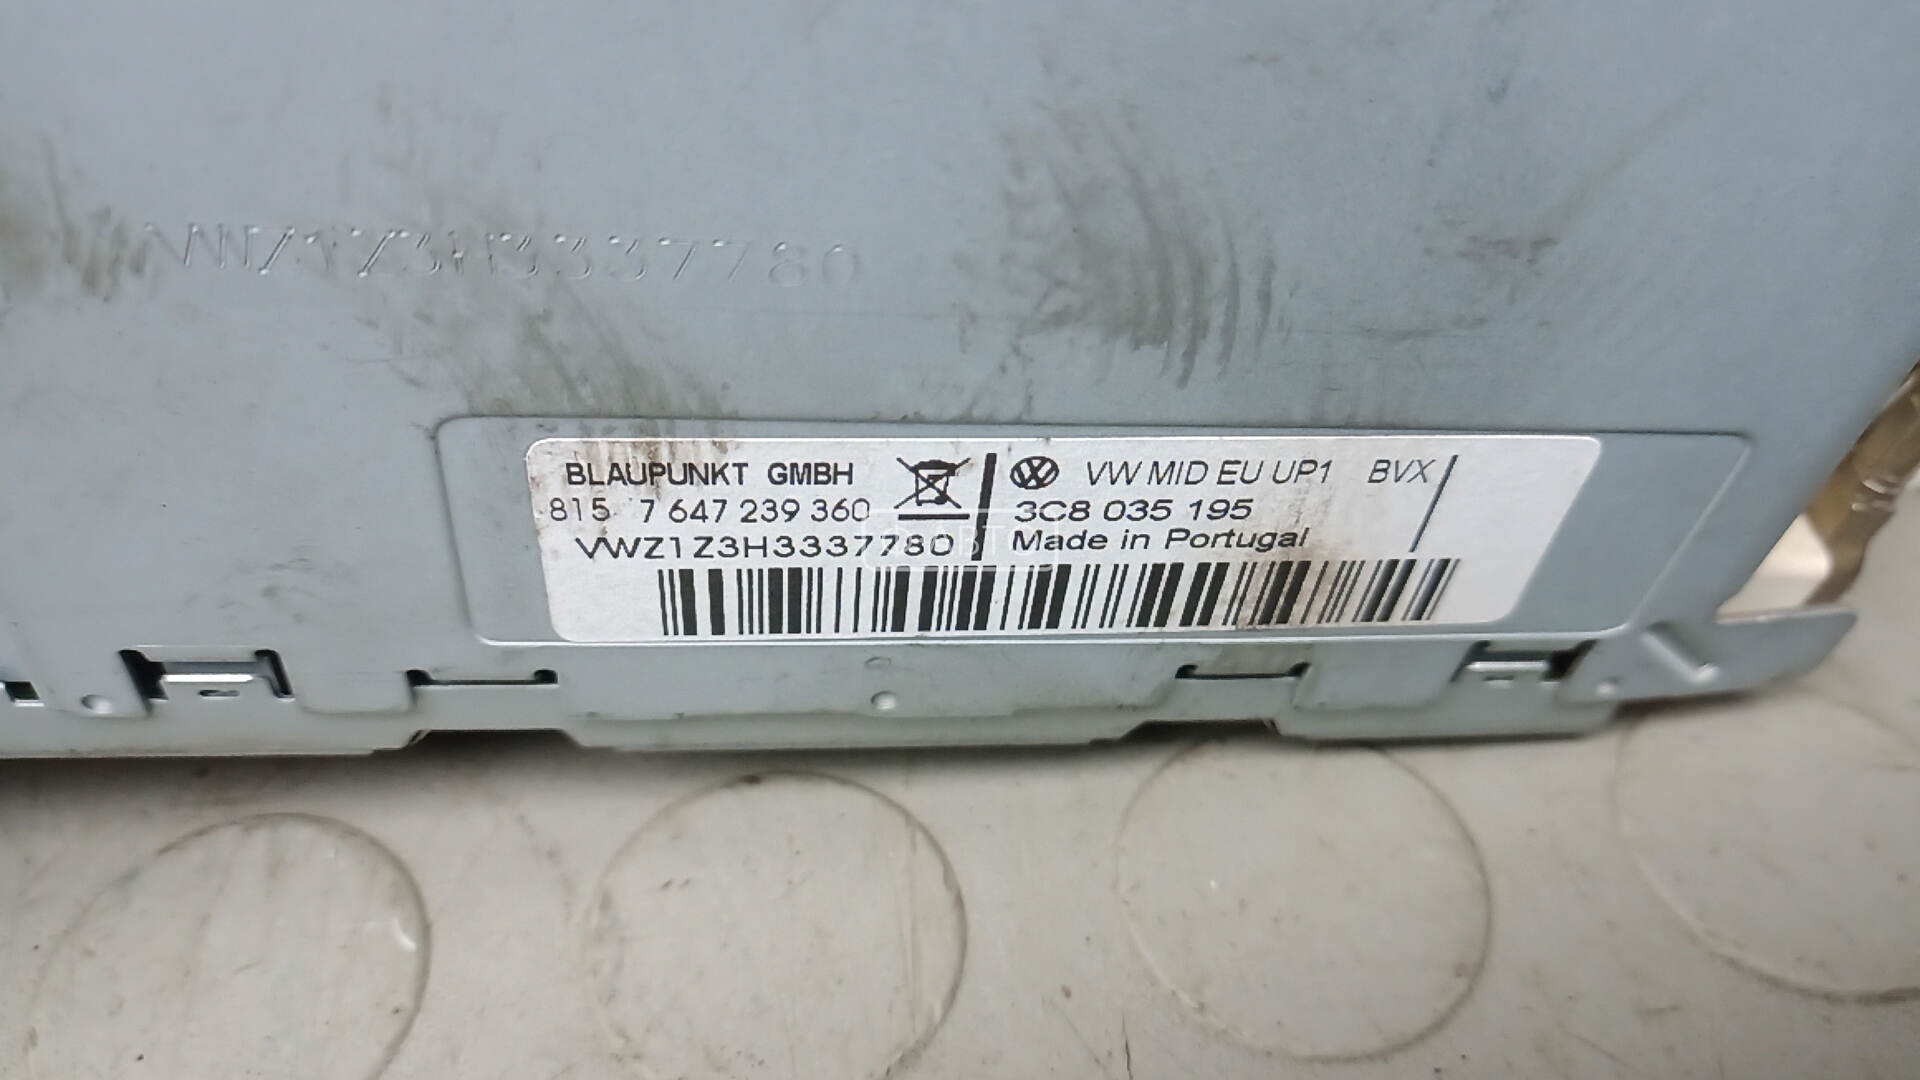 VWZ1Z3H3337780
BLAUPUNKT GMBH
815 7 647 239 360
VWZ1Z3H3337780
VW MID EU UP1 BVX
3C8 035 195
Made in Portugal